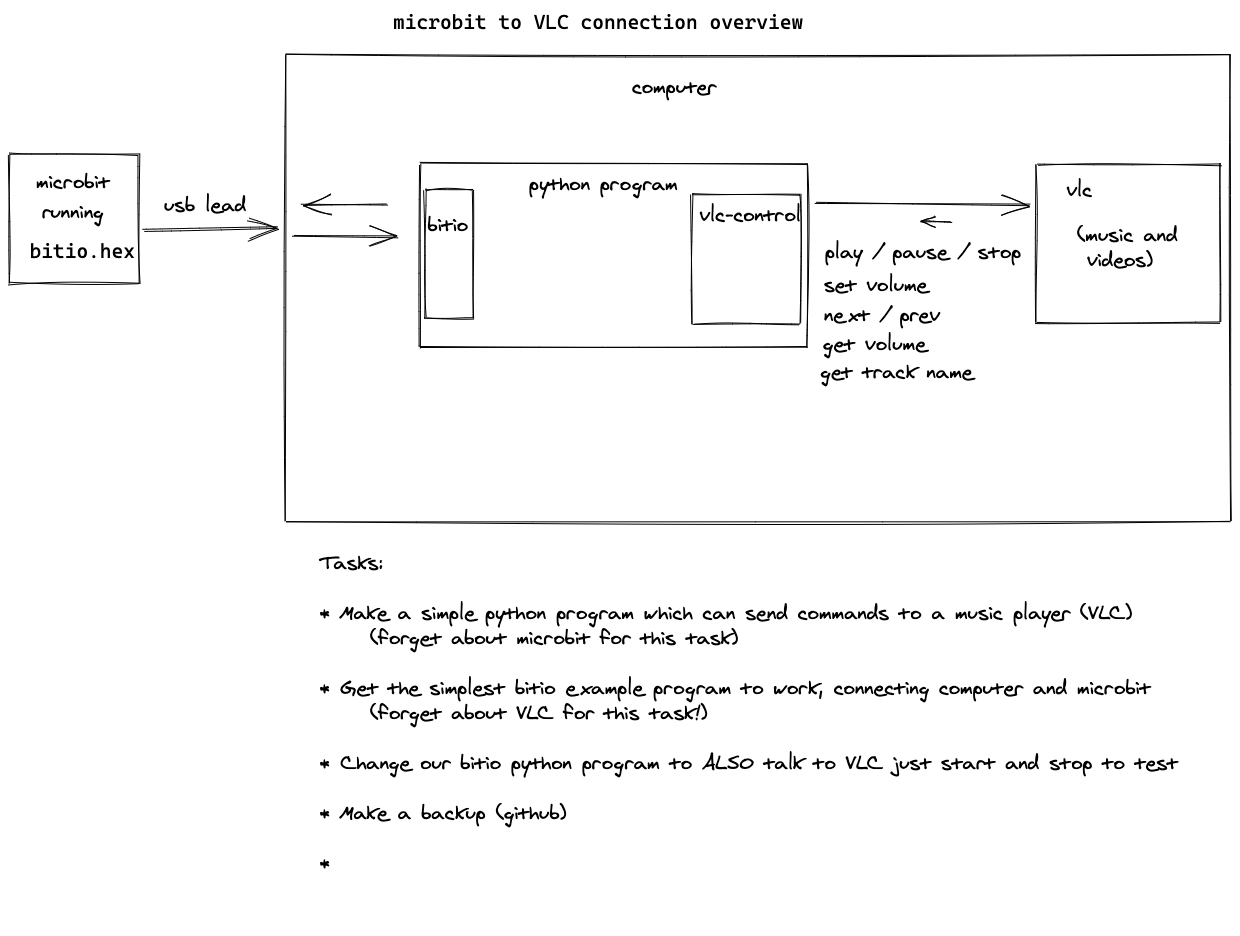 microbit to VLC connection overview
computer
microbit
running
bitio.hex
usb lead
python program
bitio
vlc-control
play / pause / stop
set volume
next / prev
get volume
get track name
vlc
(music and
videos)
Tasks:
* Make a simple python program which can send commands to a music player (VLC)
(forget about microbit for this task)
* Get the simplest bitio example program to work, connecting computer and microbit
(forget about VLC for this task!)
* Change our bitio python program to ALSO talk to VLC just start and stop to test
* Make a backup (github)
*